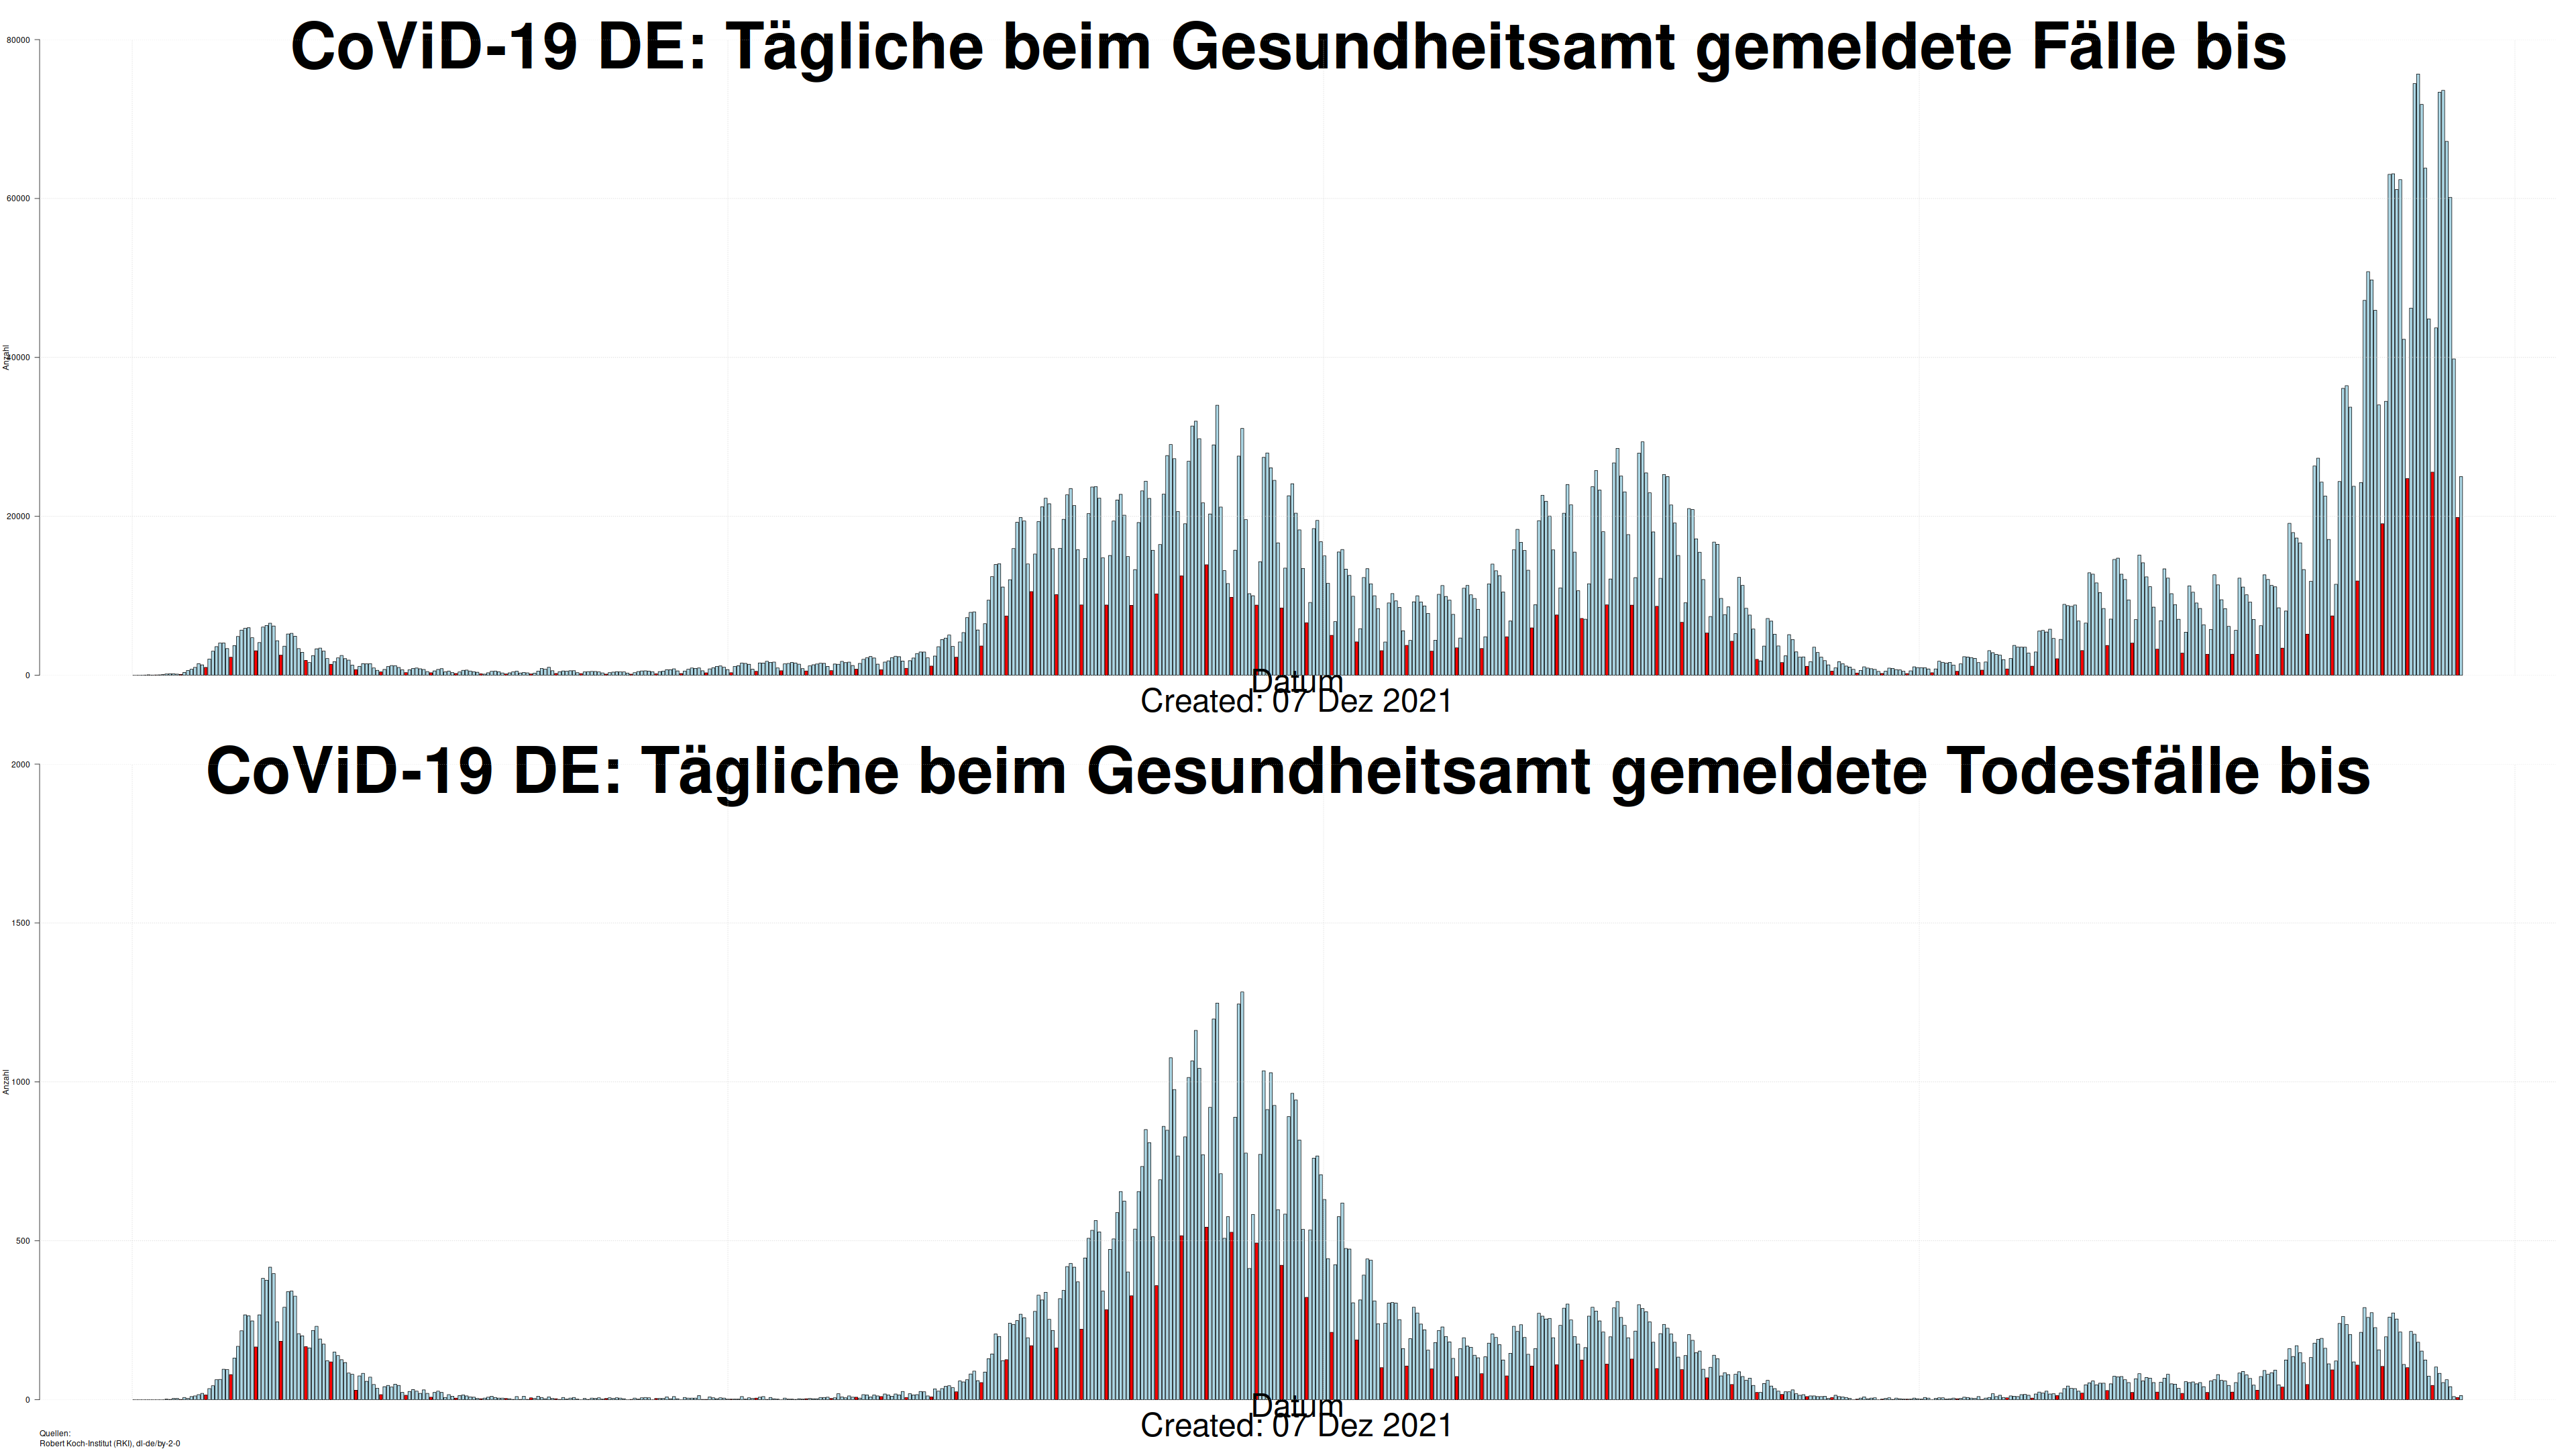 CoViD-19 DE: Tägliche beim Gesundheitsamt gemeldete Fälle bis
80000
60000
40000
20000
0
Anzahl
Datum
Created: 07 Dez 2021
CoViD-19 DE: Tägliche beim Gesundheitsamt gemeldete Todesfälle bis
2000
1500
1000
500
0
Anzahl
Datum
Created: 07 Dez 2021
Quellen:
Robert Koch-Institut (RKI), dl-de/by-2-0